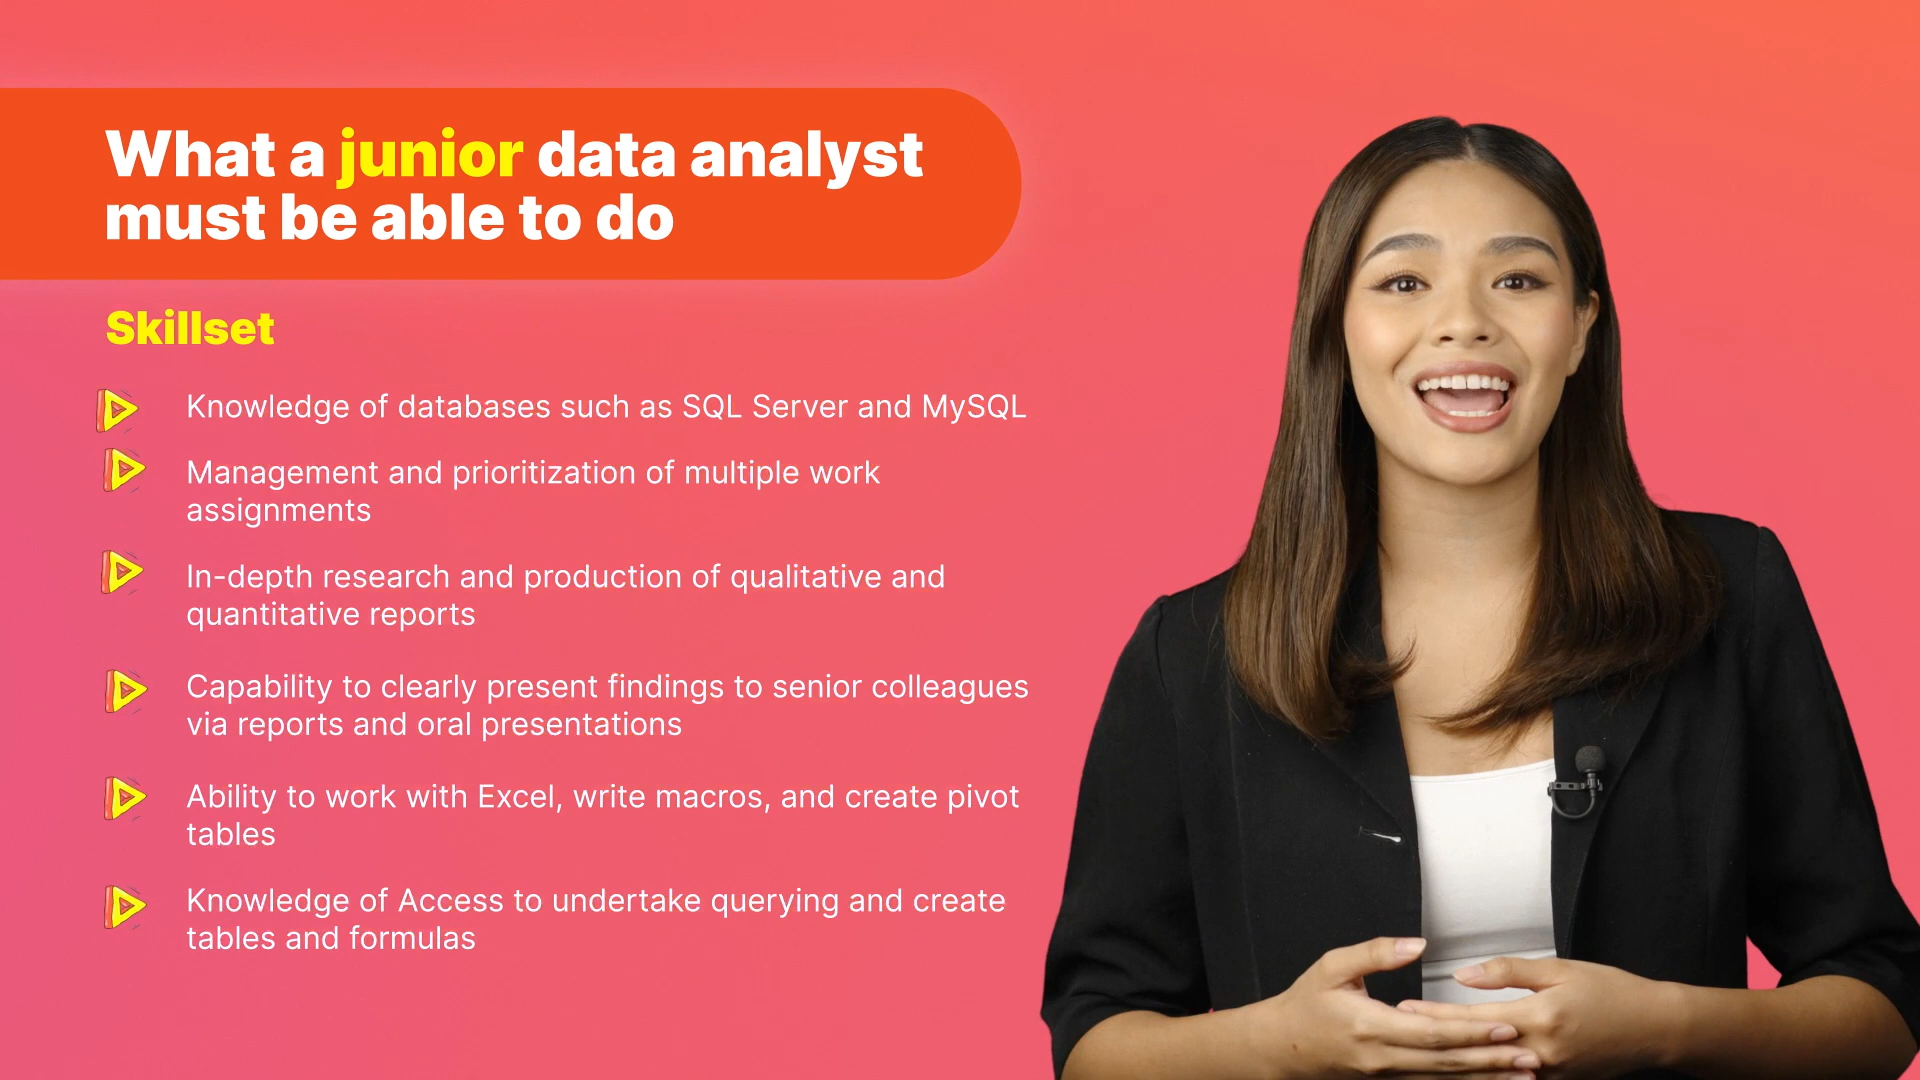 What a junior data analyst
must be able to do
Skillset
Knowledge of databases such as SQL Server and MySQL
Management and prioritization of multiple work
assignments
In-depth research and production of qualitative and
quantitative reports
Capability to clearly present findings to senior colleagues
via reports and oral presentations
Ability to work with Excel, write macros, and create pivot
tables
Knowledge of Access to undertake querying and create
tables and formulas